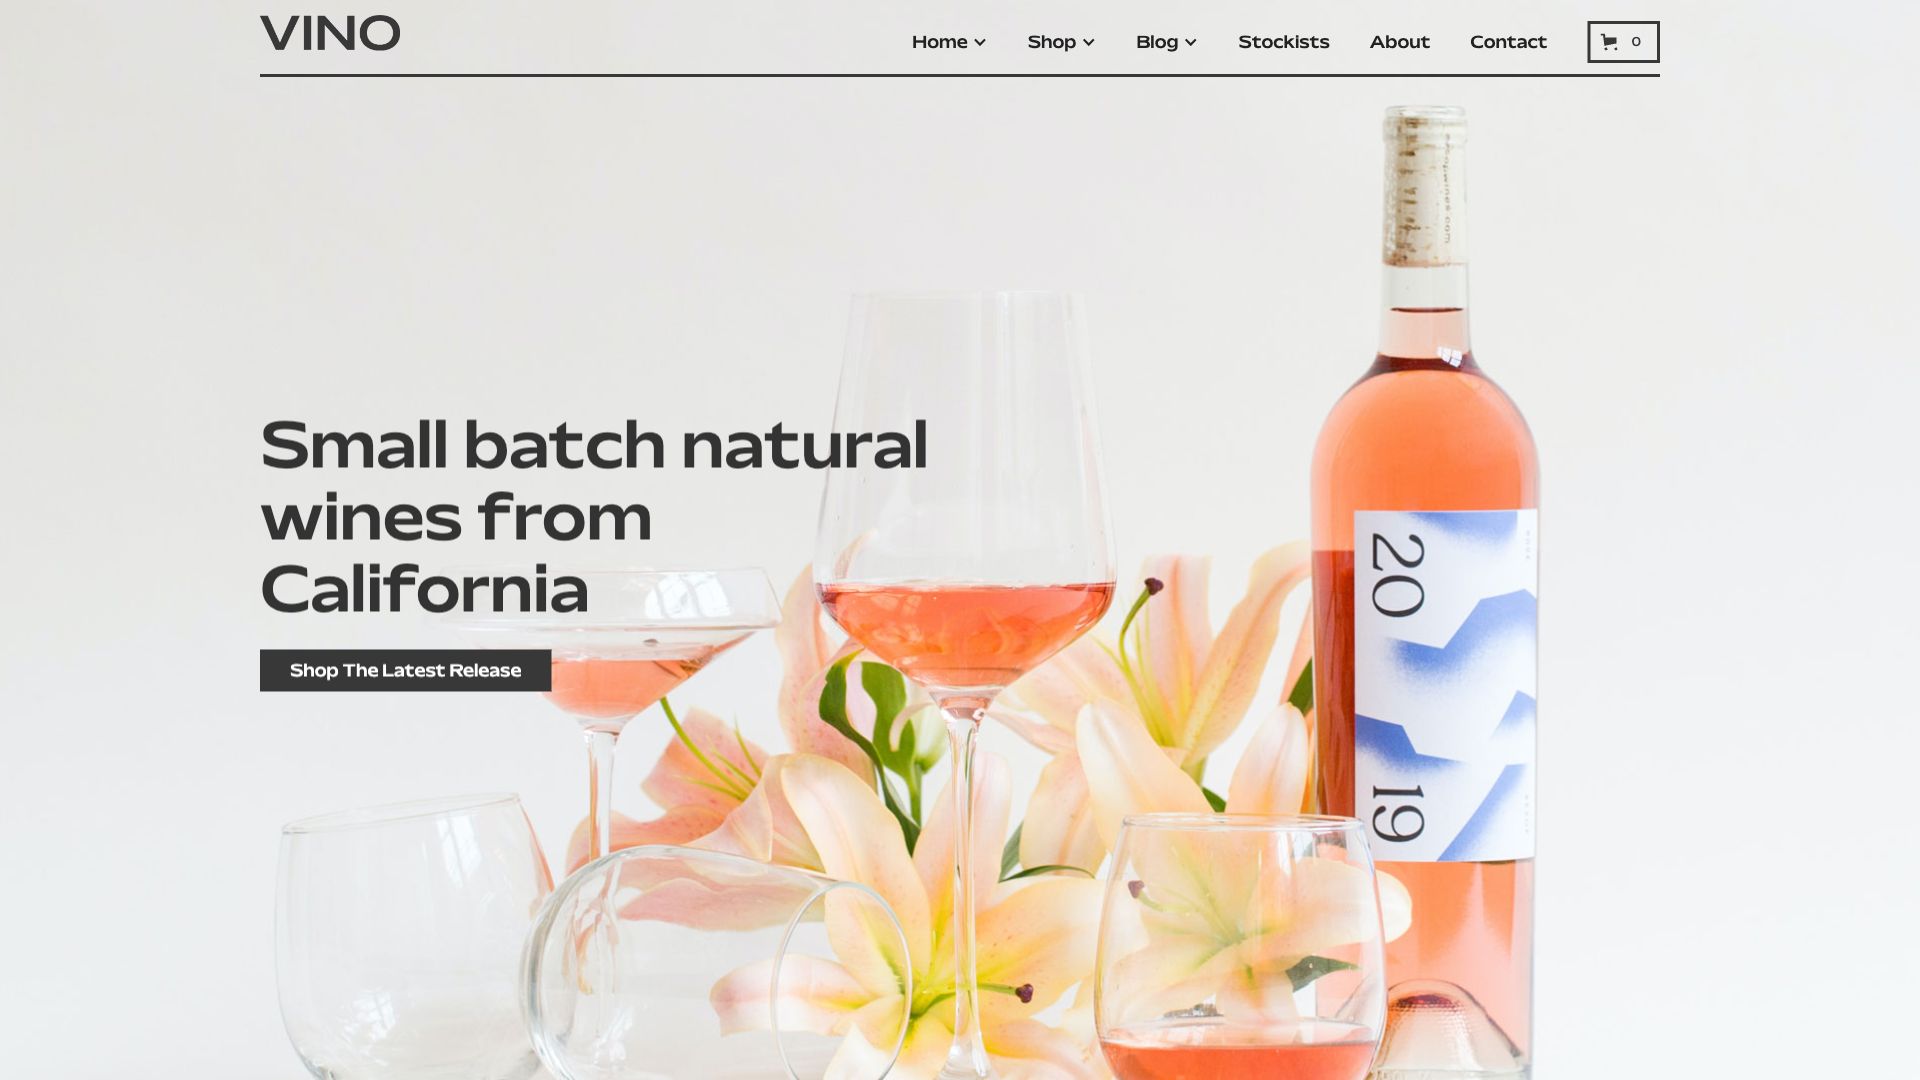 VINO
Home Shop Blog Stockists About Contact 0
Small batch natural
wines from
California
Shop The Latest Release
20
19